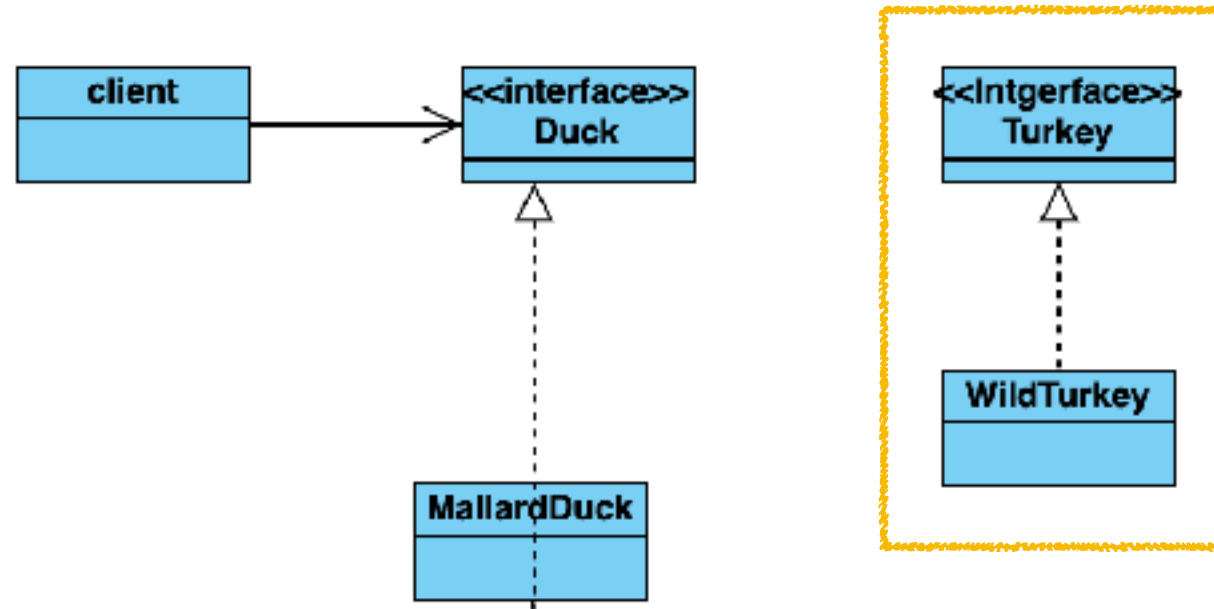 client
<<interface>>
Duck
<<Intgerface>>
Turkey
WildTurkey
MallardDuck